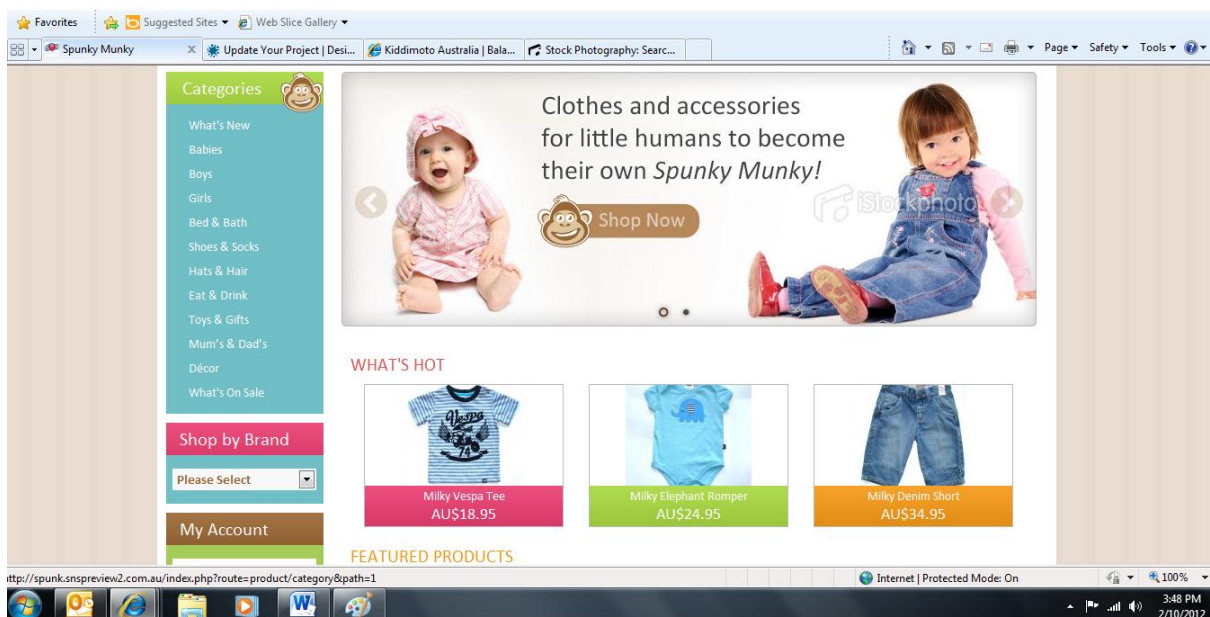 Favorites
Suggested Sites
Web Slice Gallery
Spunky Munky
Update Your Project | Desi...
Kiddimoto Australia | Bala...
Stock Photography: Searc...
Page
Safety
Tools
Categories
What's New
Babies
Boys
Girls
Bed & Bath
Shoes & Socks
Hats & Hair
Eat & Drink
Toys & Gifts
Mum's & Dad's
Décor
What's On Sale
Shop by Brand
Please Select
My Account
Clothes and accessories
for little humans to become
their own Spunky Munky!
Shop Now
iStockphoto
WHAT'S HOT
Vespa
74
Milky Vespa Tee
AU$18.95
Milky Elephant Romper
AU$24.95
Milky Denim Short
AU$34.95
FEATURED PRODUCTS
ttp://spunk.snspreview2.com.au/index.php?route=product/category&path=1
Internet | Protected Mode: On
100%
3:48 PM
2/10/2012